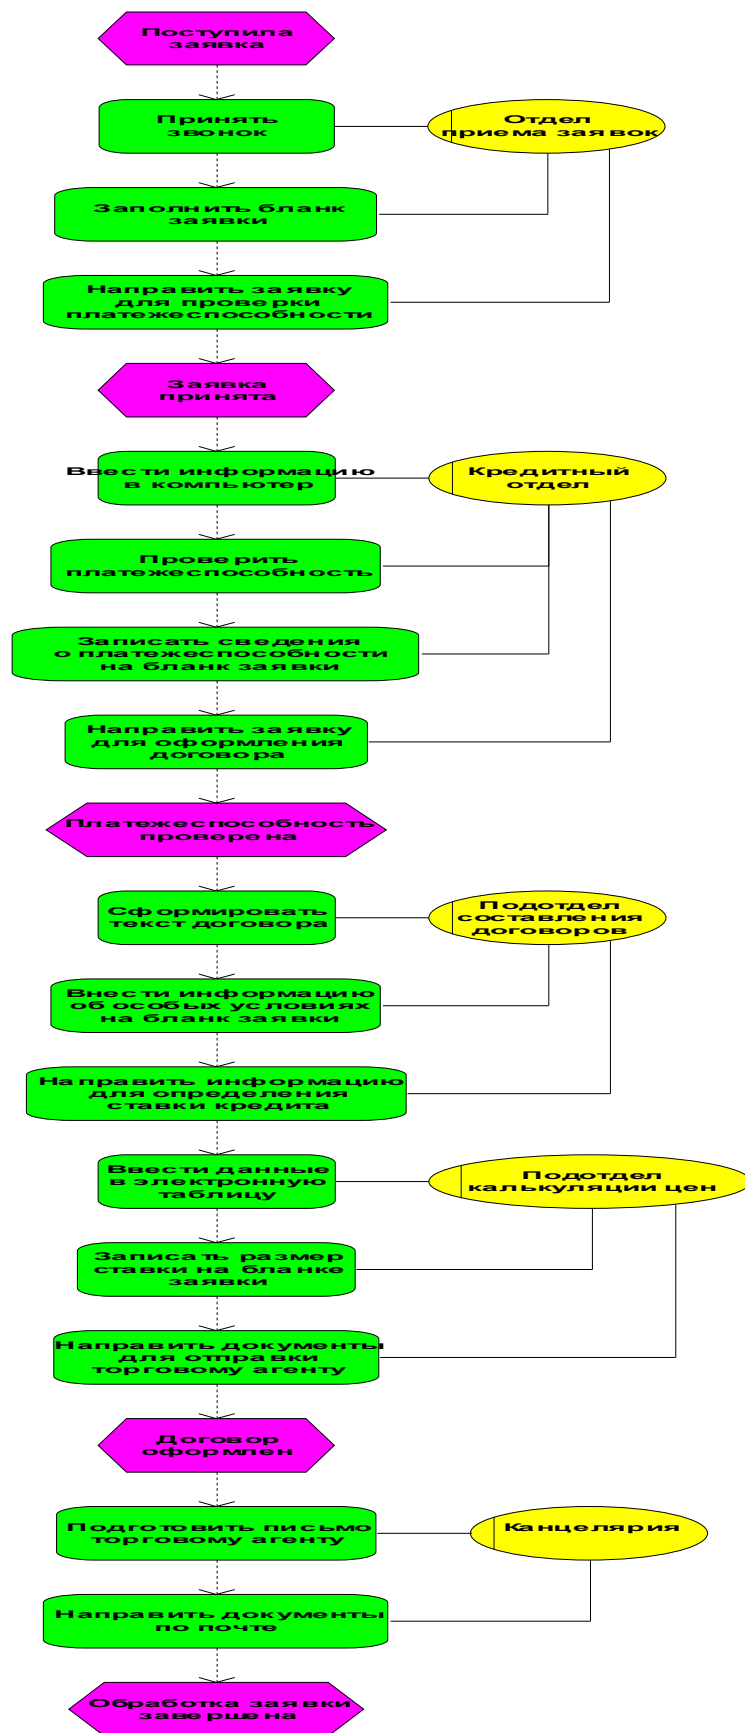 Поступила
заявка
Принять
звонок
Отдел
приема заявок
Заполнить бланк
заявки
Направить заявку
для проверки
платежеспособности
Заявка
принята
Ввести информацию
в компьютер
Кредитный
отдел
Проверить
платежеспособность
Записать сведения
о платежеспособности
на бланк заявки
Направить заявку
для оформления
договора
Платежеспособность
проверена
Сформировать
текст договора
Подотдел
составления
договоров
Внести информацию
об особых условиях
на бланк заявки
Направить информацию
для определения
ставки кредита
Ввести данные
в электронную
таблицу
Подотдел
калькуляции цен
Записать размер
ставки на бланке
заявки
Направить документы
для отправки
торговому агенту
Договор
оформлен
Подготовить письмо
торговому агенту
Канцелярия
Направить документы
по почте
Обработка заявки
завершена